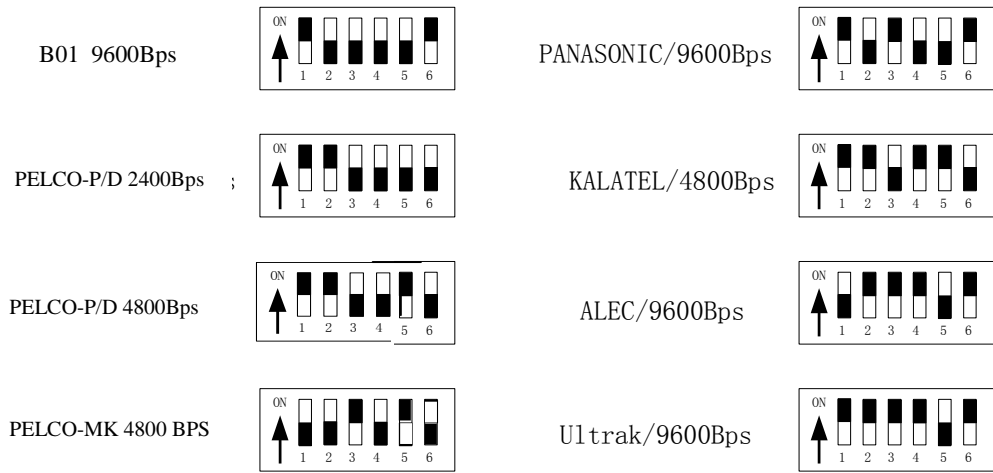 B01 9600Bps
ON
1 2 3 4 5 6
PANASONIC/9600Bps
ON
1 2 3 4 5 6
PELCO-P/D 2400Bps
ON
1 2 3 4 5 6
KALATEL/4800Bps
ON
1 2 3 4 5 6
PELCO-P/D 4800Bps
ON
1 2 3 4 5 6
ALEC/9600Bps
ON
1 2 3 4 5 6
PELCO-MK 4800 BPS
ON
1 2 3 4 5 6
Ultrak/9600Bps
ON
1 2 3 4 5 6